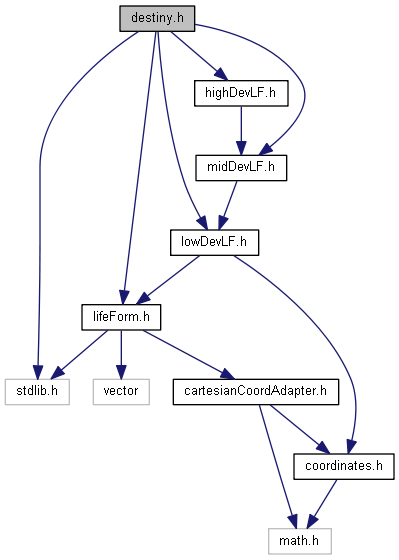 destiny.h
highDevLF.h
midDevLF.h
lowDevLF.h
lifeForm.h
stdlib.h
vector
cartesianCoordAdapter.h
coordinates.h
math.h